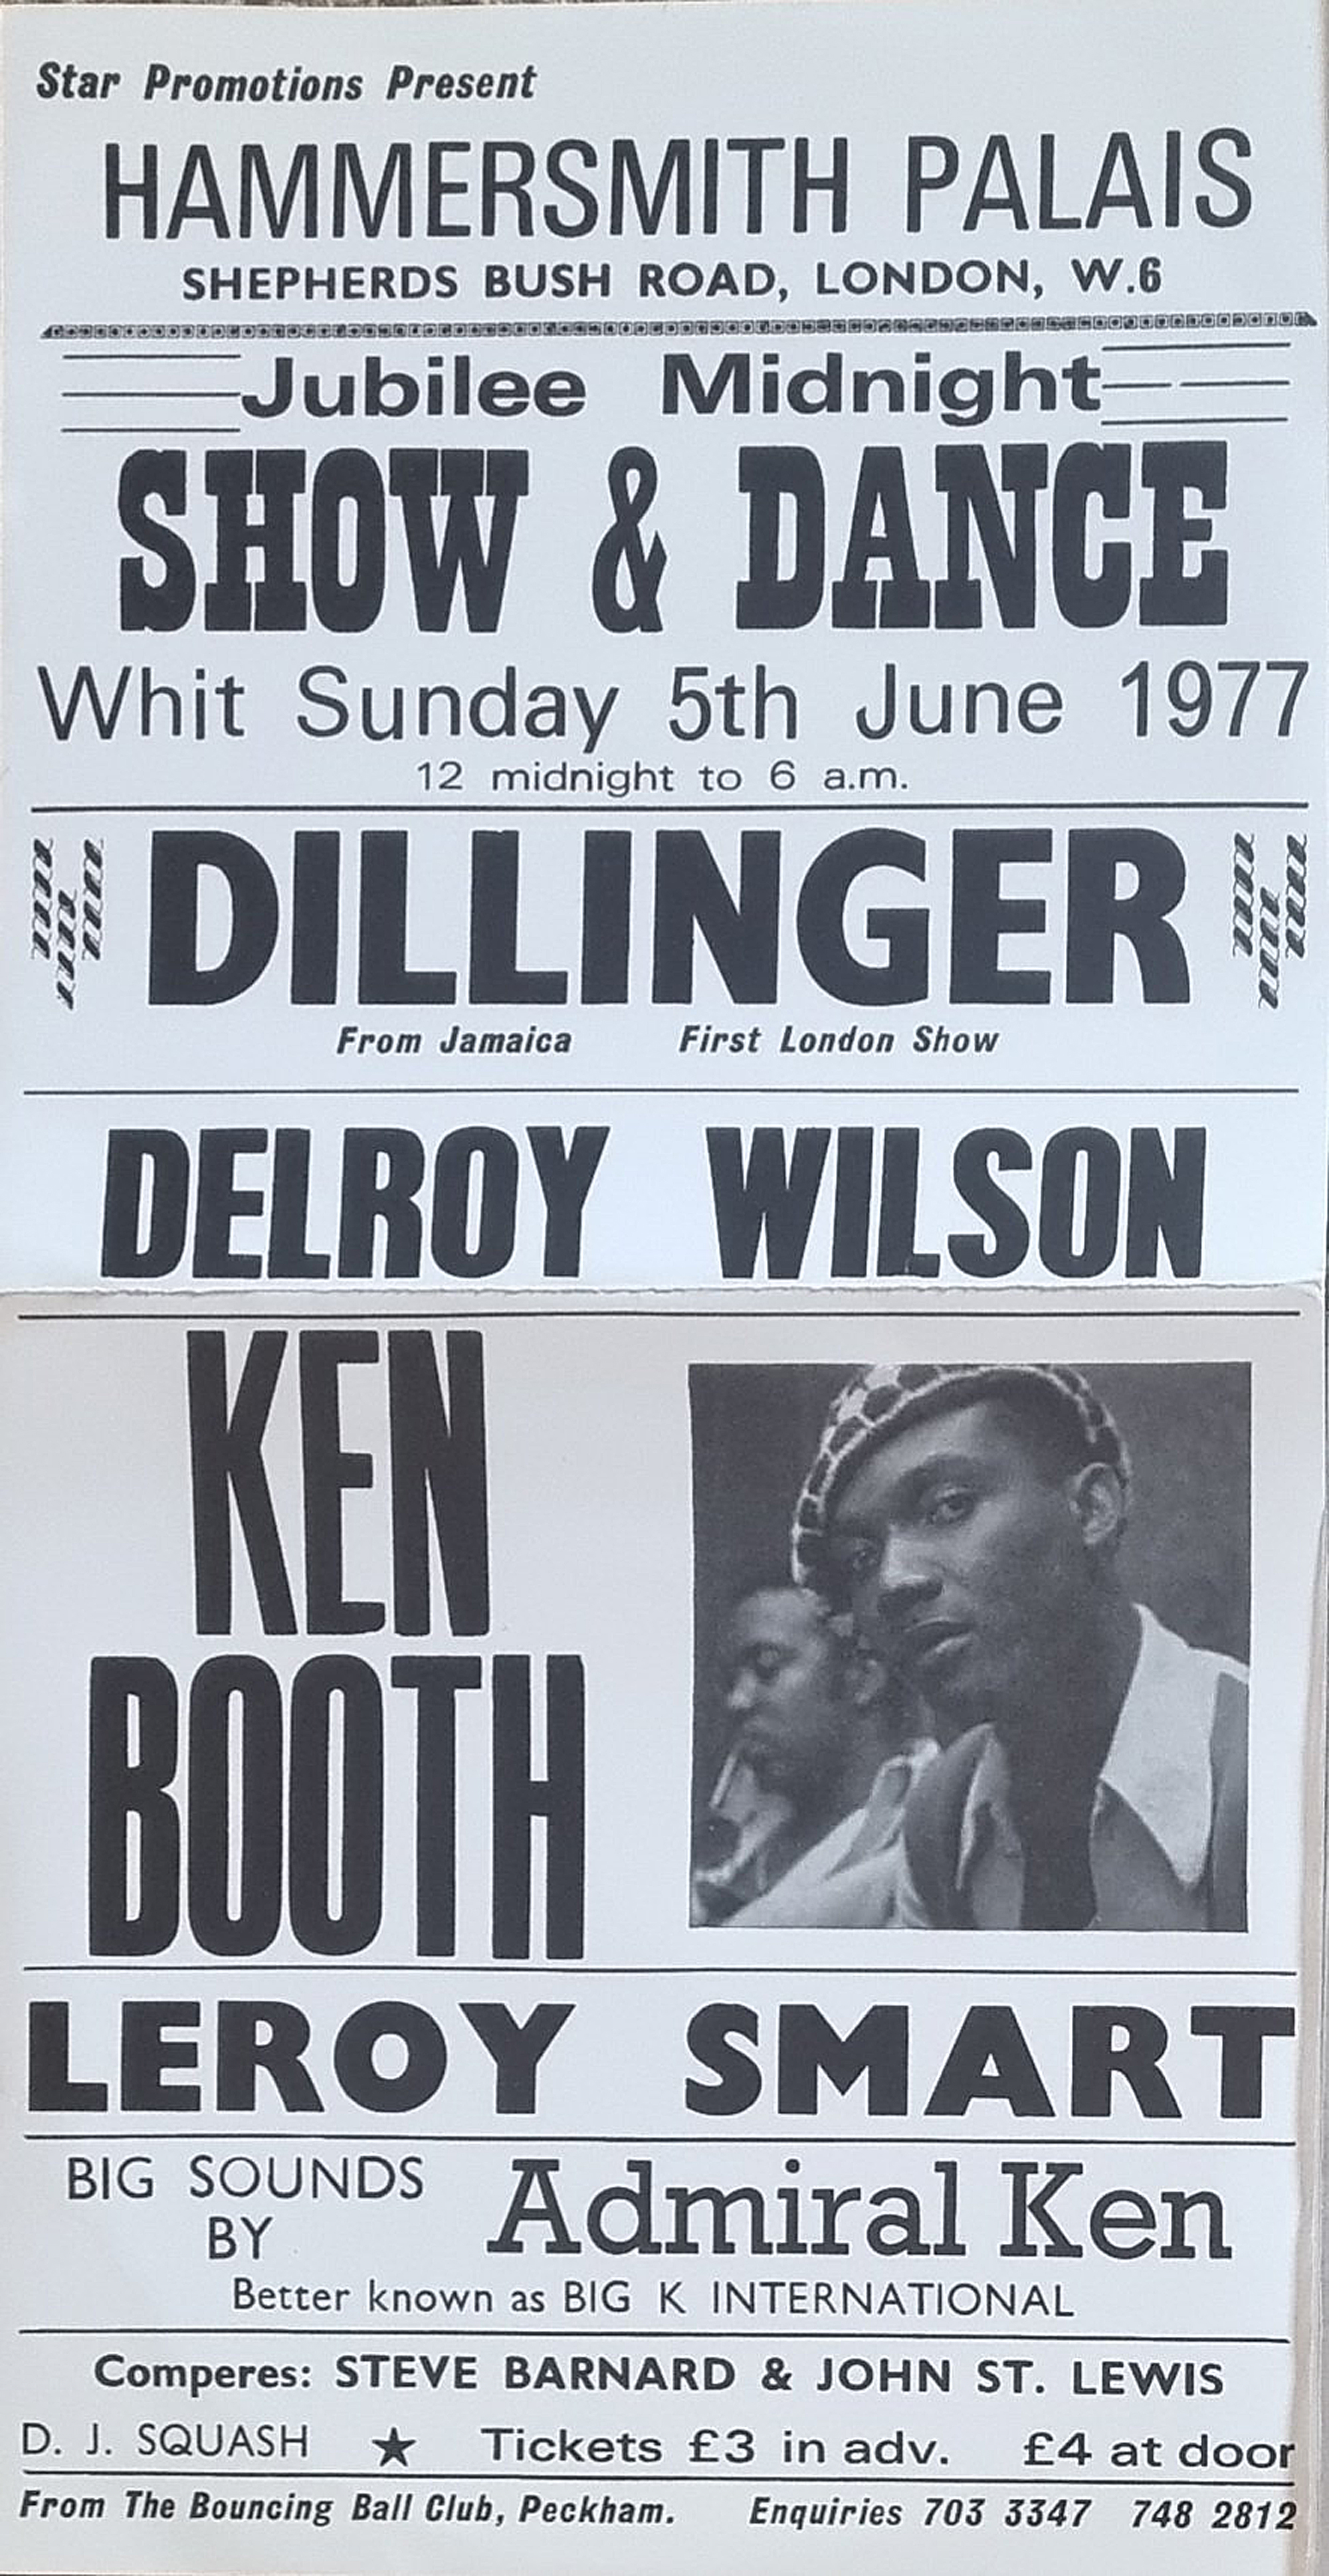 Star Promotions Present
HAMMERSMITH PALAIS
SHEPHERDS BUSH ROAD, LONDON, W.6
Jubilee Midnight
SHOW & DANCE
Whit Sunday 5th June 1977
12 midnight to 6 a.m.
DILLINGER
From Jamaica First London Show
DELROY WILSON
KEN
BOOTH
LEROY SMART
BIG SOUNDS
BY
Admiral Ken
Better known as BIG K INTERNATIONAL
Comperes: STEVE BARNARD & JOHN ST. LEWIS
D. J. SQUASH ★ Tickets £3 in adv. £4 at door
From The Bouncing Ball Club, Peckham. Enquiries 703 3347 748 2812